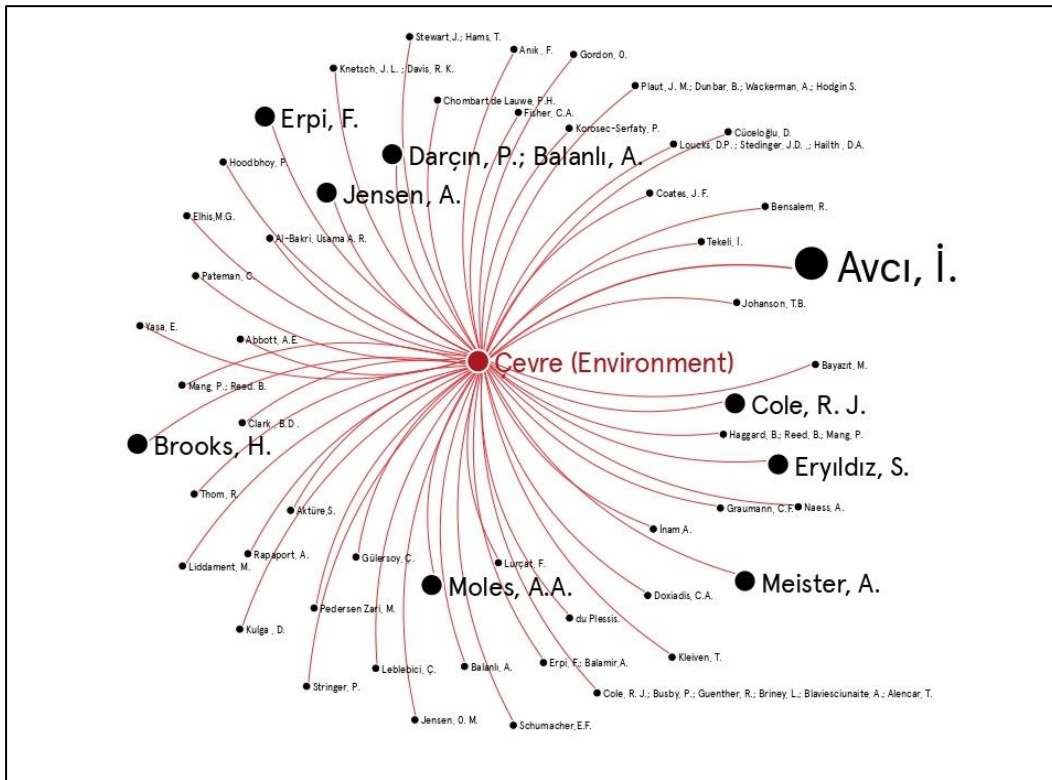 Stewart,J.; Hams, T.
Anık, F.
Gordon, O.
Knetsch, J. L. ; Davis, R. K.
Plaut, J. M.; Dunbar, B.; Wackerman, A.; Hodgin S.
Chombart de Lauwe, P.H.
Fisher, C.A.
Erpi, F.
Korosec-Serfaty, P.
Cüceloğlu, D.
Loucks, D.P. ; Stedinger, J.D. ,; Hailth , D.A.
Darçın, P.; Balanlı, A.
Hoodbhoy, P.
Jensen, A.
Coates, J. F.
Bensalem, R.
Elhis,M.G.
Al-Bakri, Usama A. R.
Tekeli, İ.
Avcı, İ.
Pateman, C.
Johanson, T.B.
Yasa, E.
Abbott, A.E.
Çevre (Environment)
Bayazıt, M.
Mang, P.; Reed. B.
Cole, R. J.
Clark , B.D .
Haggard, B.; Reed, B.; Mang, P.
Brooks, H.
Eryıldız, S.
Thom, R.
Graumann, C.F.
Naess, A.
Aktüre,S.
İnam,A.
Rapaport, A.
Gülersoy, Ç.
Lurçat, F.
Liddament, M.
Moles, A.A.
Meister, A.
Doxiadis, C.A.
Pedersen Zari, M.
du Plessis.
Kulga , D.
Kleiven, T.
Leblebici, Ç.
Balanlı, A.
Erpi, F.; Balamir,A.
Stringer, P.
Cole, R. J.; Busby, P.; Guenther, R.; Briney, L.; Blaviesciunaite, A.; Alencar, T.
Jensen, O. M.
Schumacher,E.F.